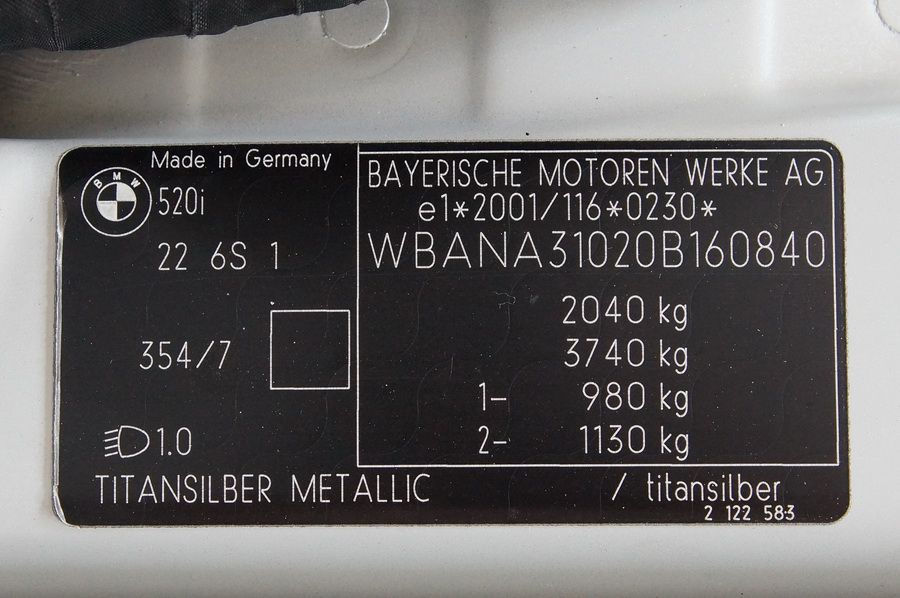 Made in Germany
BMW
520i
22 6S 1
354/7
1.0
BAYERISCHE MOTOREN WERKE AG
e1*2001/116*0230*
WBANA31020B160840
2040 kg
3740 kg
1- 980 kg
2- 1130 kg
TITANSILBER METALLIC / titansilber
2 122 583